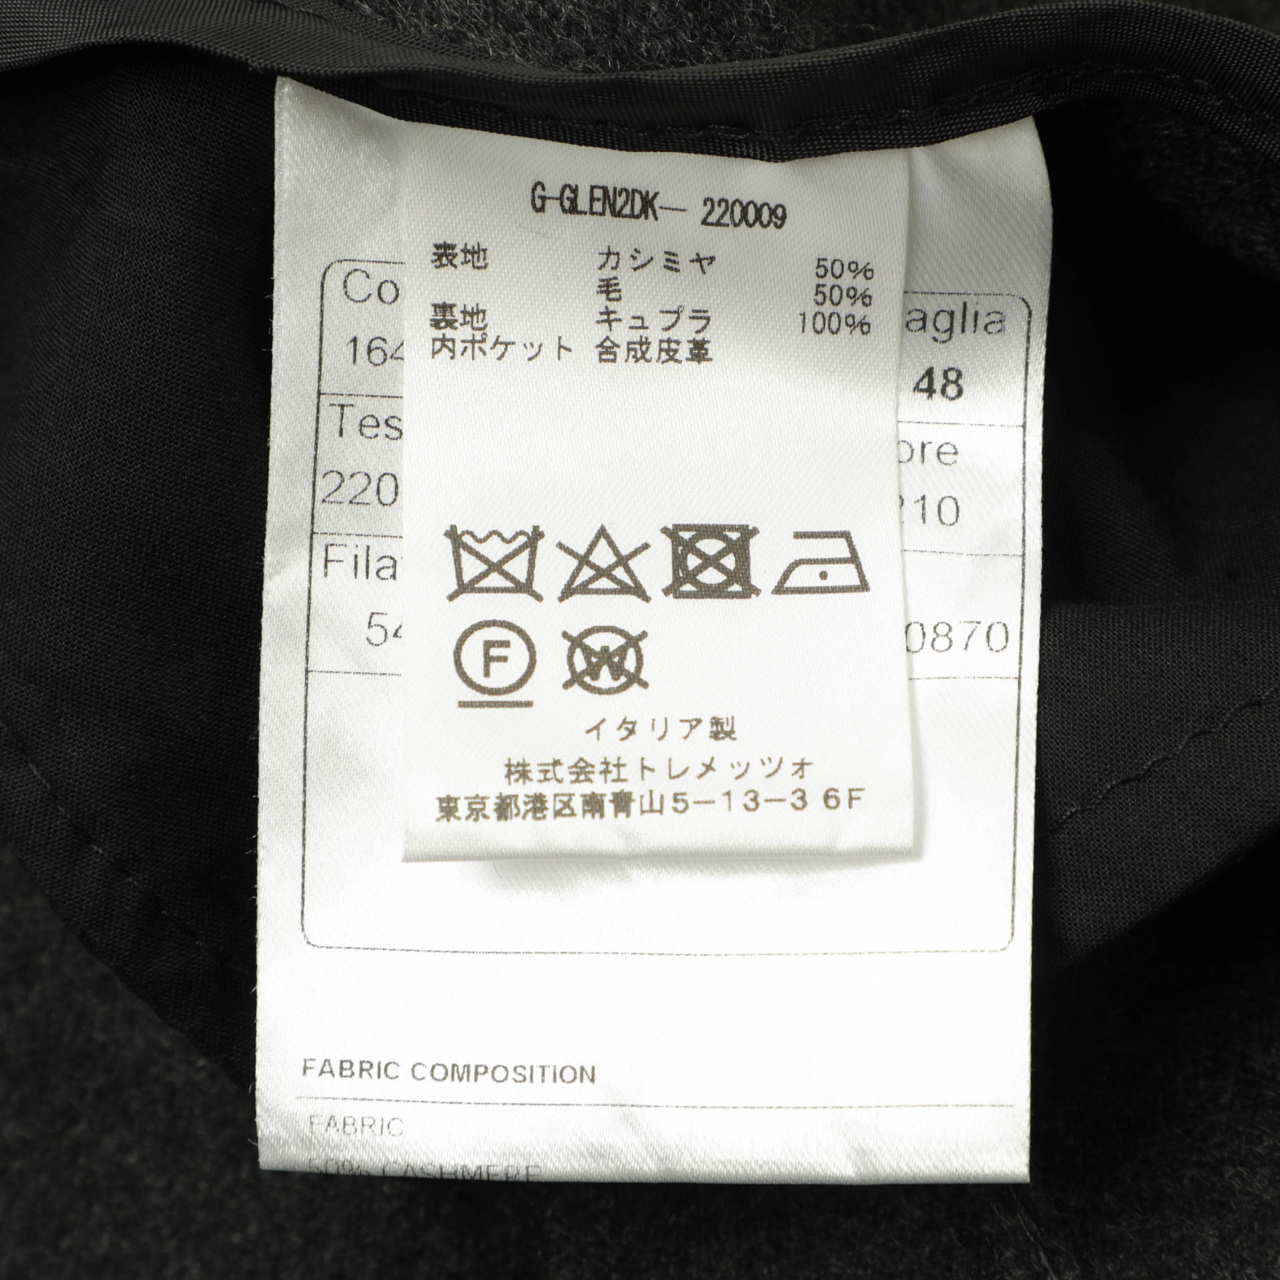 G-GLEN2DK— 220009
表地 カシミヤ 50%
毛 50%
裏地 キュプラ 100%
内ポケット 合成皮革
F
W
イタリア製
株式会社トレメッツォ
東京都港区南青山5−13−3 6F
Co
aglia
164
48
Tes
ore
220
210
Fila
54
0870
FABRIC COMPOSITION
FABRIC
50% CASHMERE